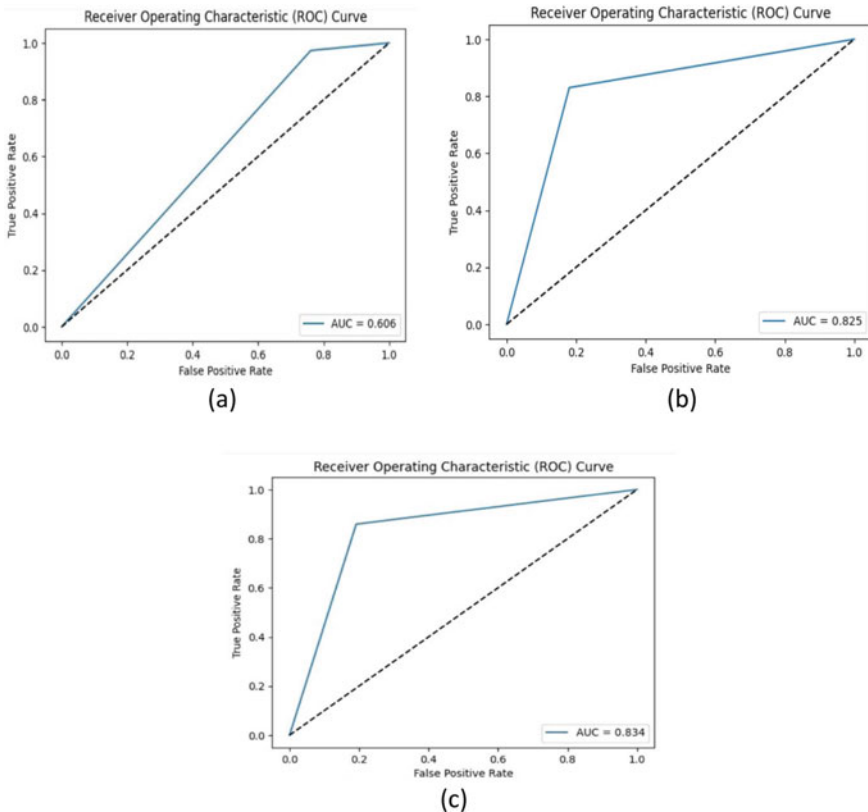 Receiver Operating Characteristic (ROC) Curve
1.0
0.8
0.6
0.4
0.2
0.0
True Positive Rate
AUC = 0.606
0.0 0.2 0.4 0.6 0.8 1.0
False Positive Rate
(a)
Receiver Operating Characteristic (ROC) Curve
1.0
0.8
0.6
0.4
0.2
0.0
True Positive Rate
AUC = 0.825
0.0 0.2 0.4 0.6 0.8 1.0
False Positive Rate
(b)
Receiver Operating Characteristic (ROC) Curve
1.0
0.8
0.6
0.4
0.2
0.0
True Positive Rate
AUC = 0.834
0.0 0.2 0.4 0.6 0.8 1.0
False Positive Rate
(c)